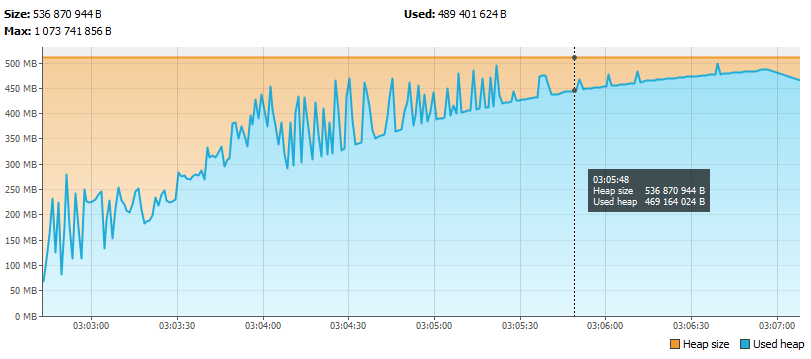 Size: 536 870 944 B
Used: 489 401 624 B
Max: 1 073 741 856 B
500 MB
450 MB
400 MB
350 MB
300 MB
250 MB
200 MB
150 MB
100 MB
50 MB
0 MB
03:05:48
Heap size 536 870 944 B
Used heap 469 164 024 B
03:03:00 03:03:30 03:04:00 03:04:30 03:05:00 03:05:30 03:06:00 03:06:30 03:07:00
Heap size Used heap